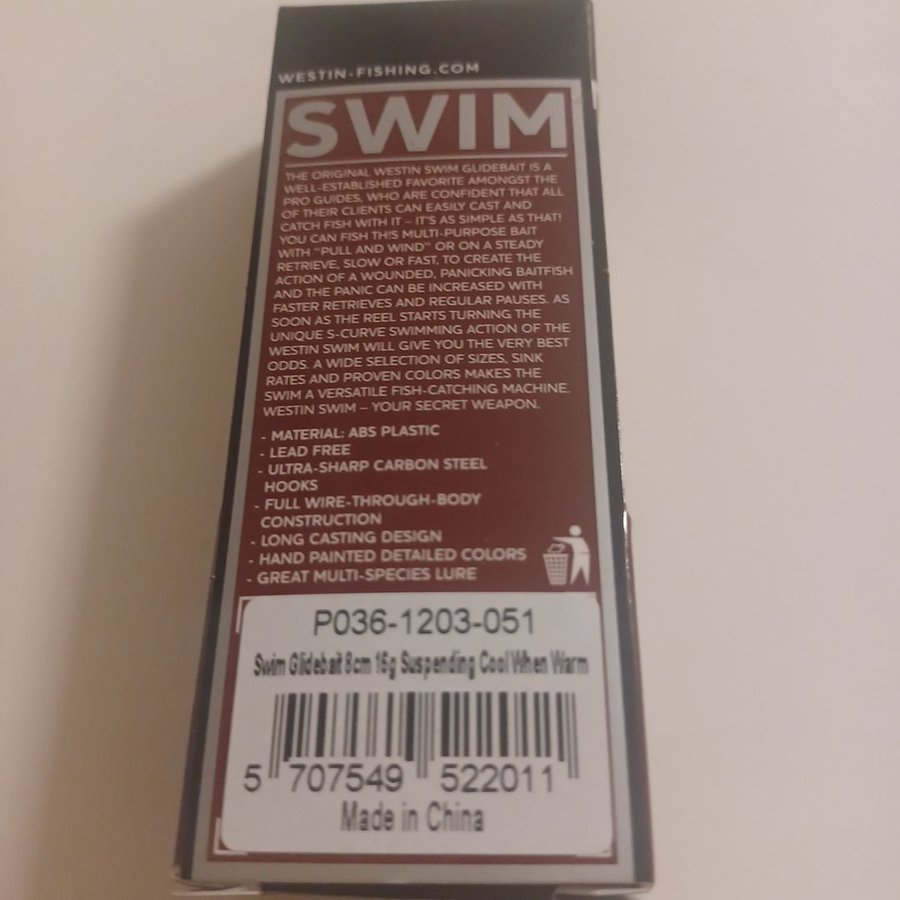 WESTIN-FISHING.COM
SWIM
THE ORIGINAL WESTIN SWIM GLIDEBAIT IS A
WELL-ESTABLISHED FAVORITE AMONGST THE
PRO GUIDES, WHO ARE CONFIDENT THAT ALL
OF THEIR CLIENTS CAN EASILY CAST AND
CATCH FISH WITH IT – IT'S AS SIMPLE AS THAT!
YOU CAN FISH THIS MULTI-PURPOSE BAIT
WITH "PULL AND WIND" OR ON A STEADY
RETRIEVE, SLOW OR FAST, TO CREATE THE
ACTION OF A WOUNDED, PANICKING BAITFISH
AND THE PANIC CAN BE INCREASED WITH
FASTER RETRIEVES AND REGULAR PAUSES. AS
SOON AS THE REEL STARTS TURNING THE
UNIQUE S-CURVE SWIMMING ACTION OF THE
WESTIN SWIM WILL GIVE YOU THE VERY BEST
ODDS. A WIDE SELECTION OF SIZES, SINK
RATES AND PROVEN COLORS MAKES THE
SWIM A VERSATILE FISH-CATCHING MACHINE.
WESTIN SWIM – YOUR SECRET WEAPON.
- MATERIAL: ABS PLASTIC
- LEAD FREE
- ULTRA-SHARP CARBON STEEL
HOOKS
- FULL WIRE-THROUGH-BODY
CONSTRUCTION
- LONG CASTING DESIGN
- HAND PAINTED DETAILED COLORS
- GREAT MULTI-SPECIES LURE
P036-1203-051
Swim Glidebait 8cm 16g Suspending Cool When Warm
5 707549 522011
Made in China